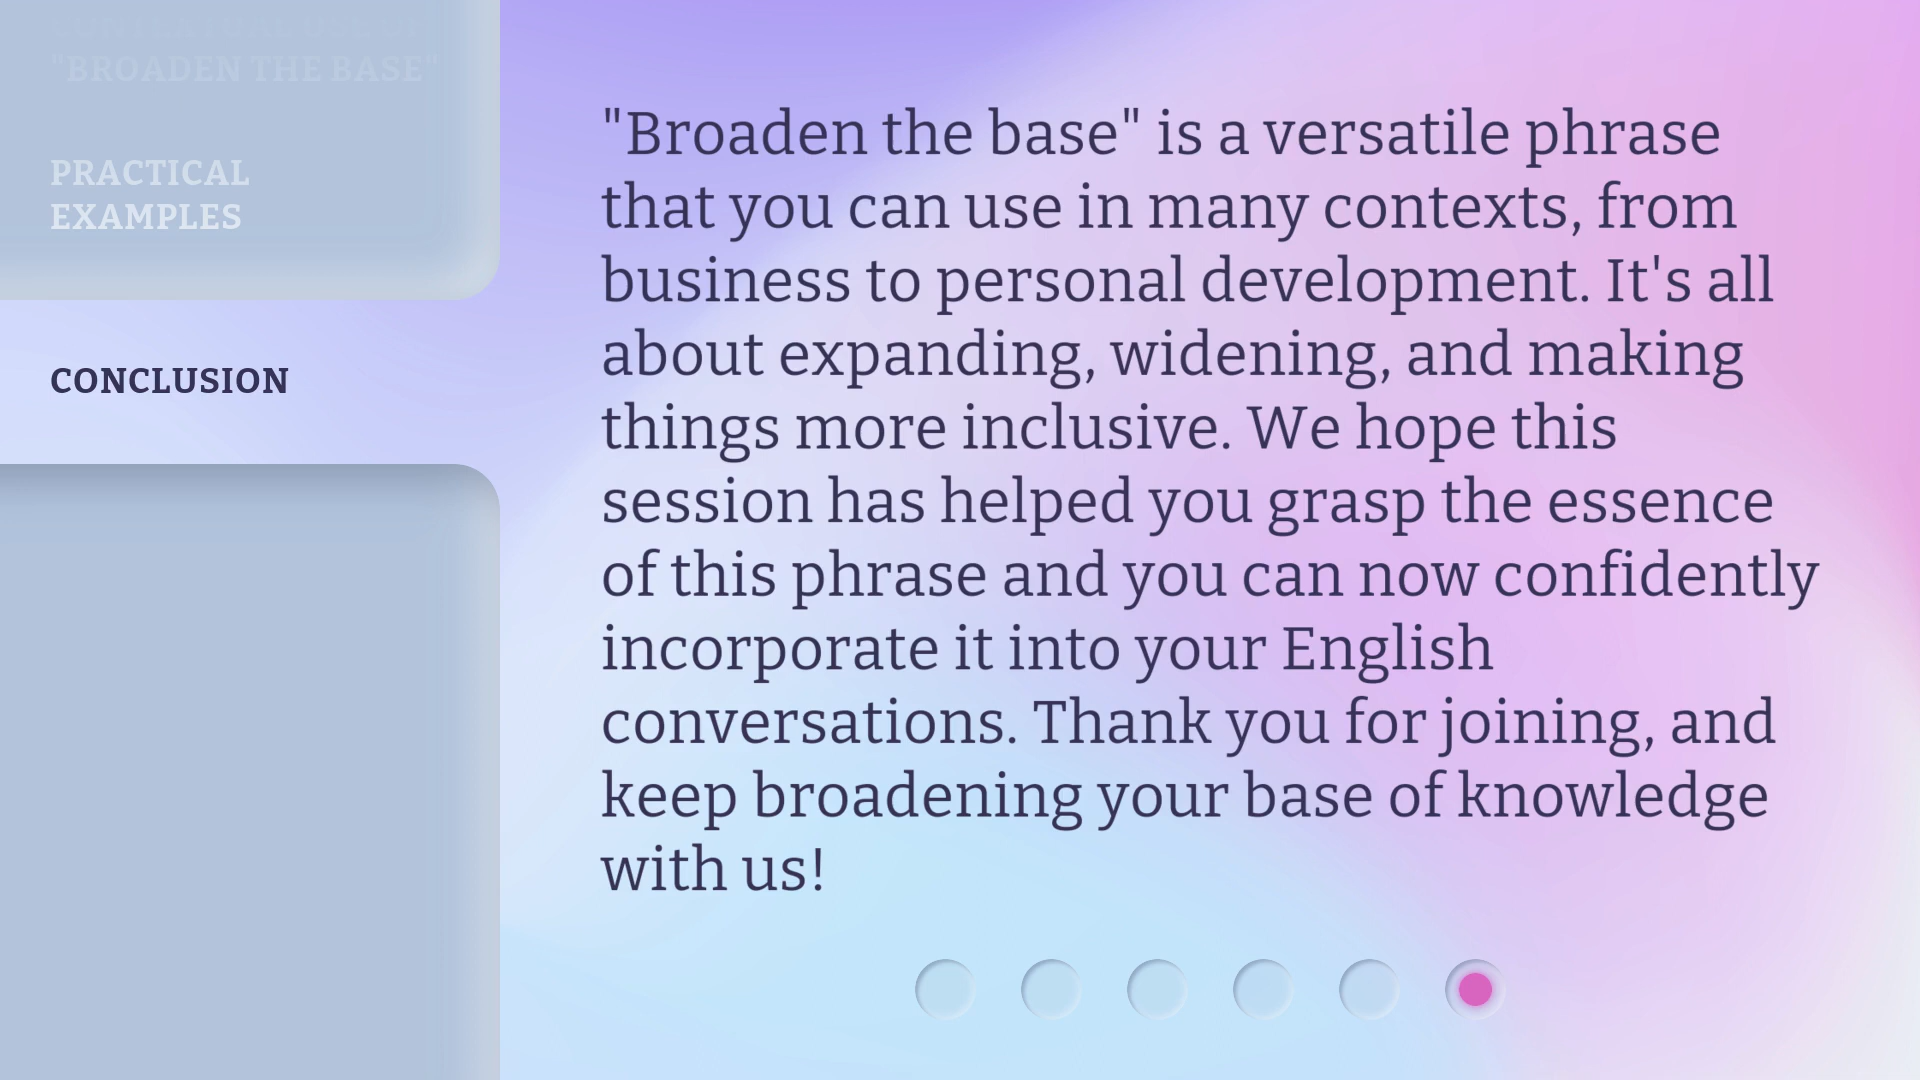 "BROADEN THE BASE"
PRACTICAL
EXAMPLES
CONCLUSION
"Broaden the base" is a versatile phrase
that you can use in many contexts, from
business to personal development. It's all
about expanding, widening, and making
things more inclusive. We hope this
session has helped you grasp the essence
of this phrase and you can now confidently
incorporate it into your English
conversations. Thank you for joining, and
keep broadening your base of knowledge
with us!